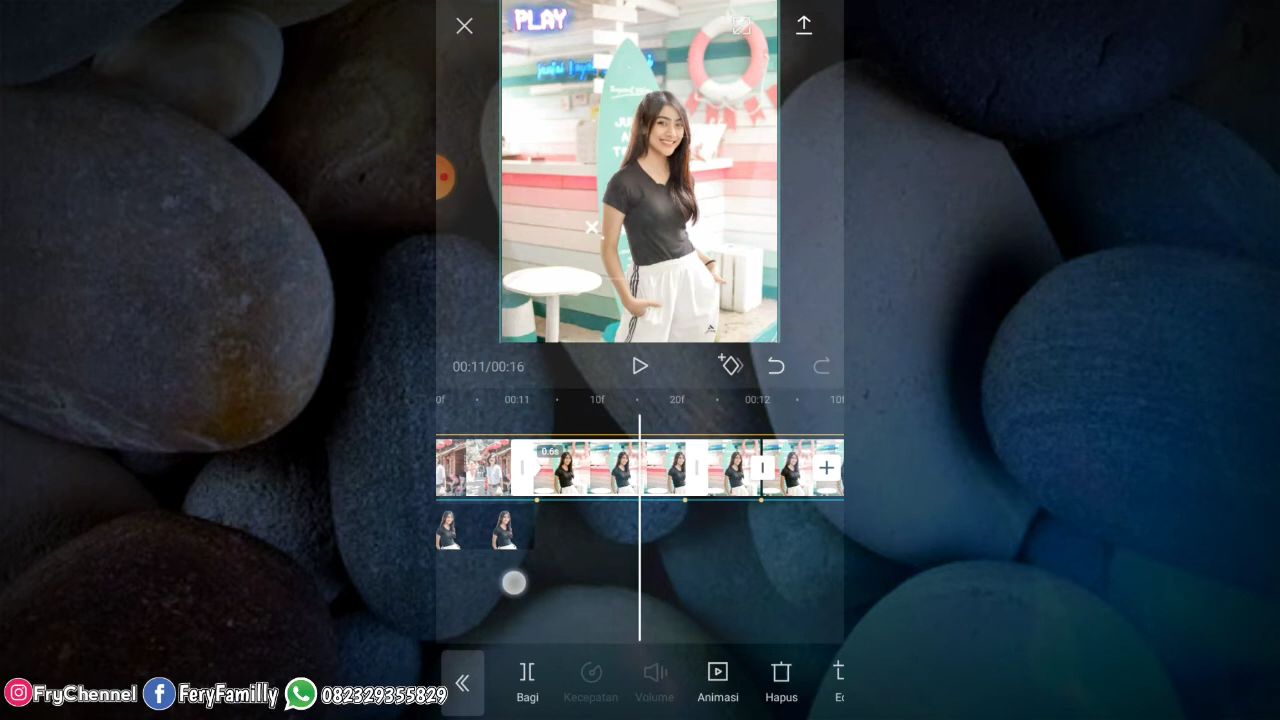 PLAY
00:11/00:16
00:11
10f
20f
00:12
0.6s
Bagi
Kecepatan
Volume
Animasi
Hapus
FryChennel
FeryFamilly
082329355829